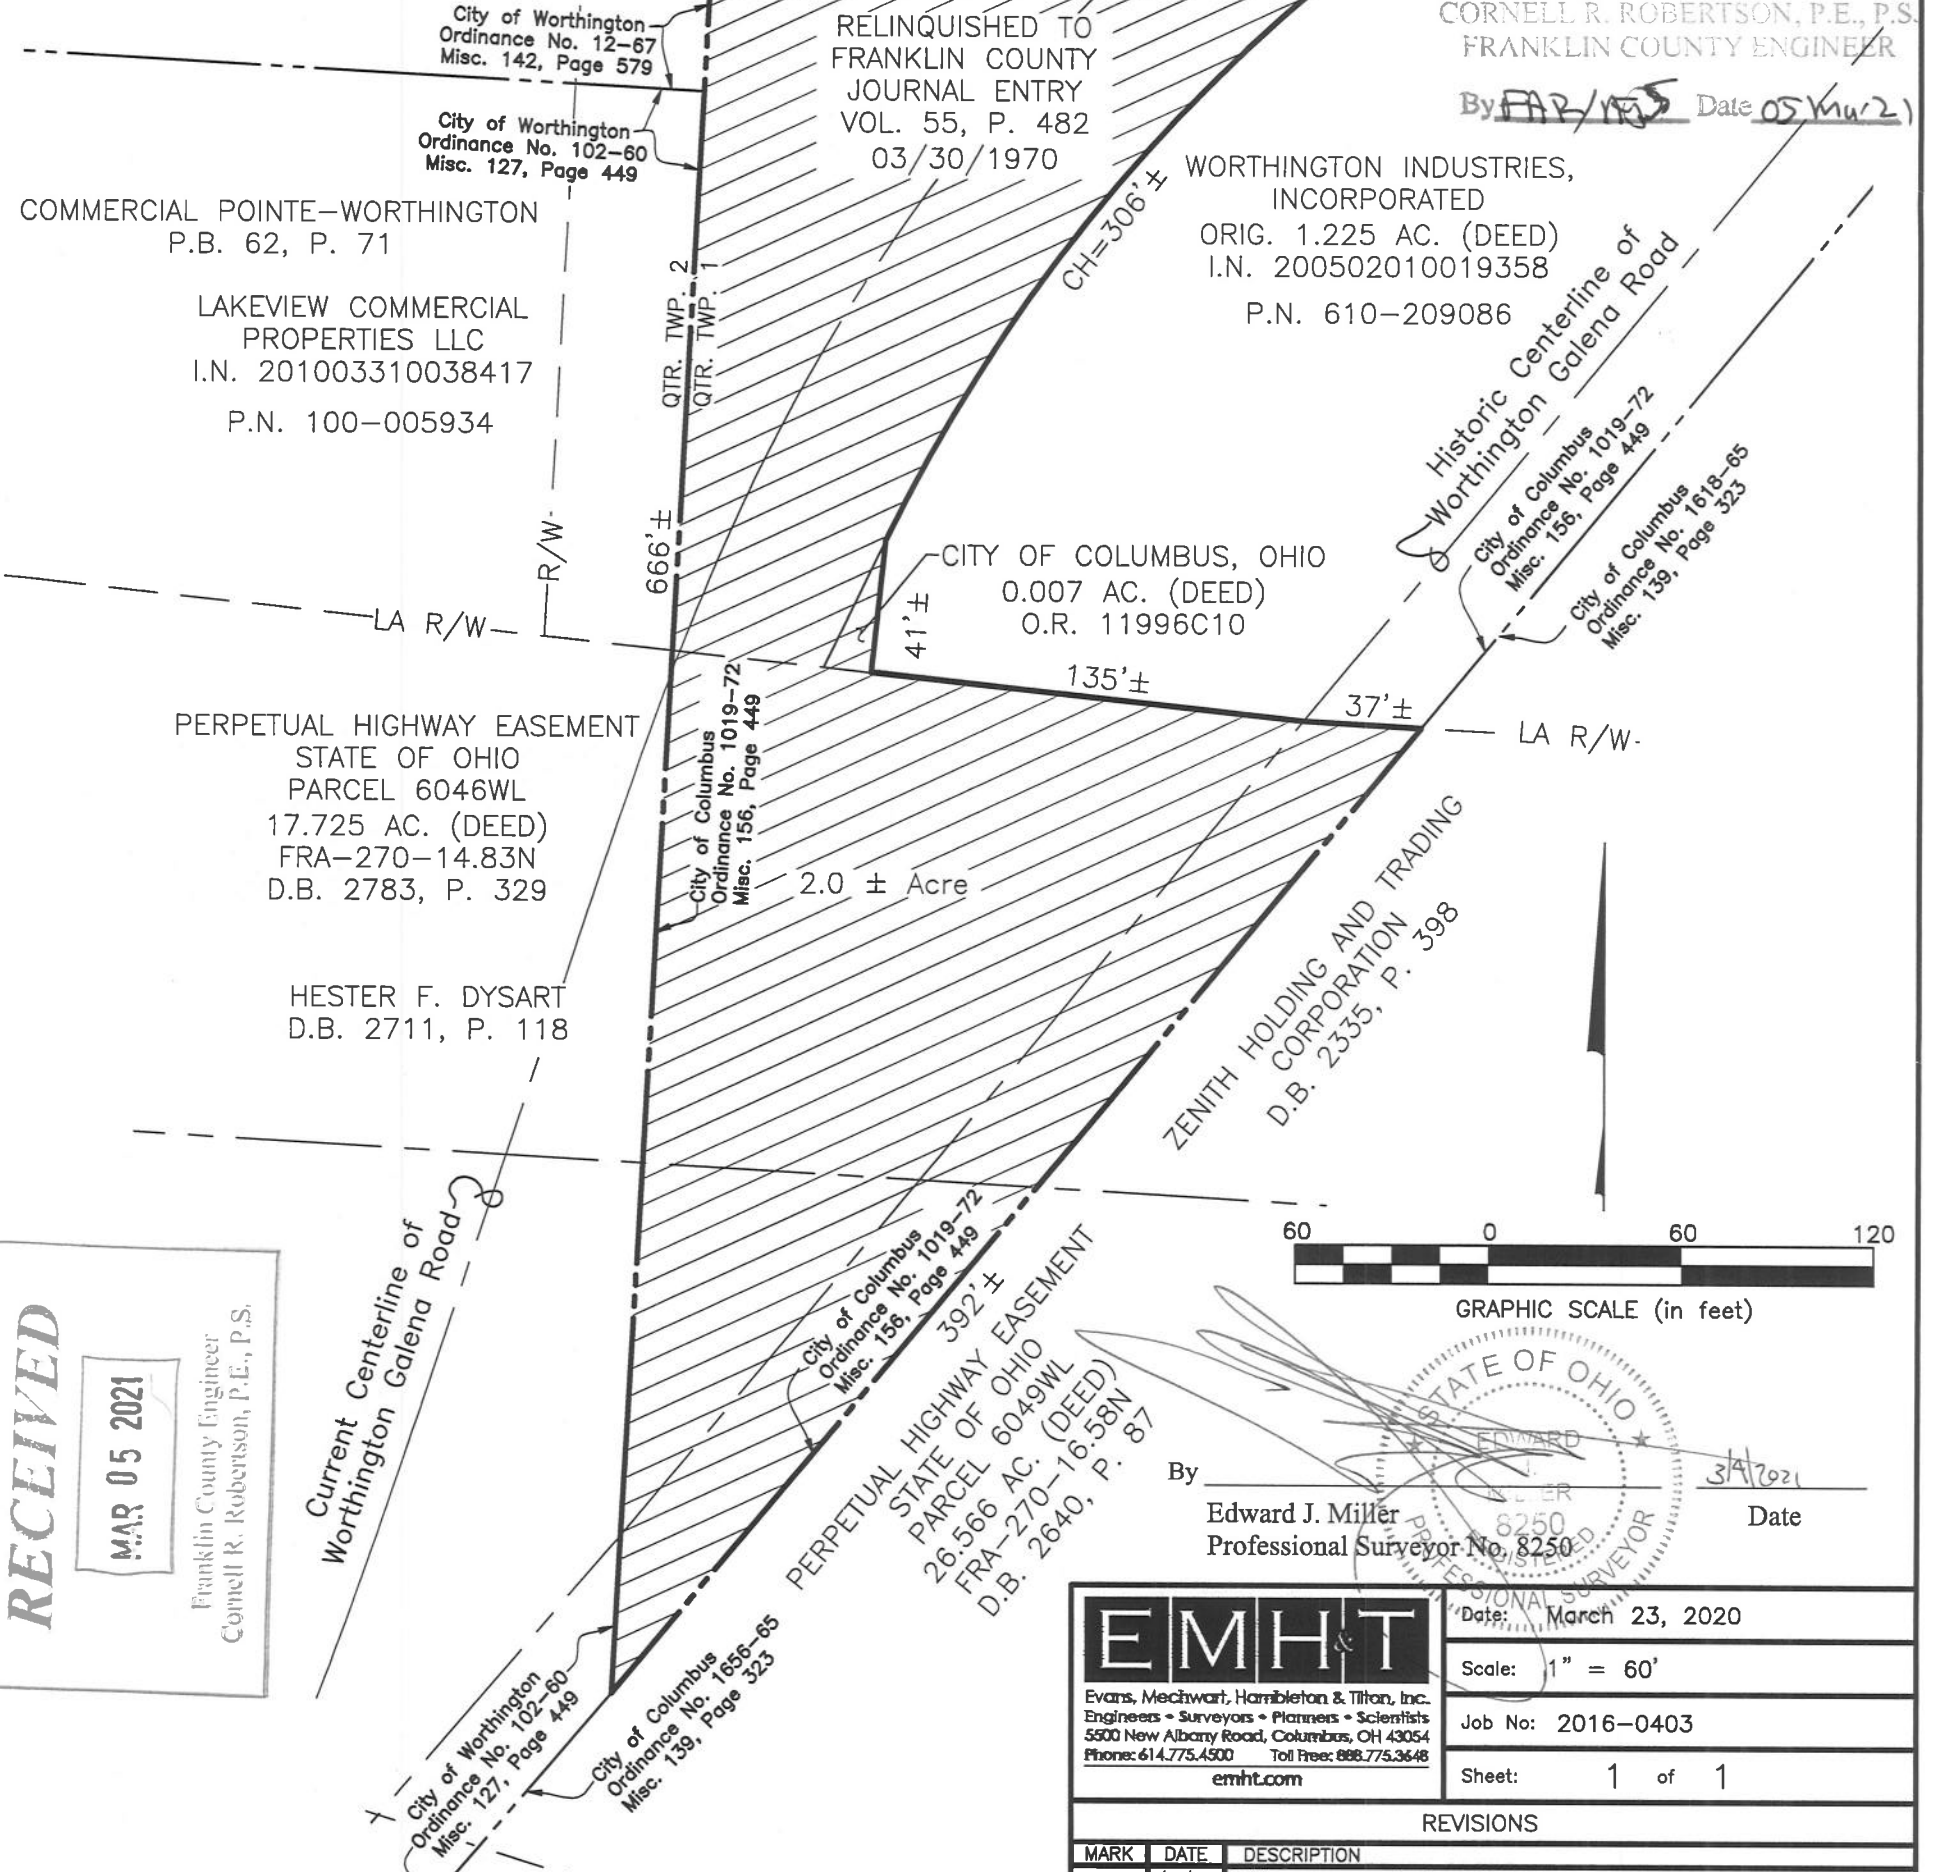 City of Worthington
Ordinance No. 12-67
Misc. 142, Page 579
City of Worthington
Ordinance No. 102-60
Misc. 127, Page 449
RELINQUISHED TO
FRANKLIN COUNTY
JOURNAL ENTRY
VOL. 55, P. 482
03/30/1970
CORNELL R. ROBERTSON, P.E., P.S.
FRANKLIN COUNTY ENGINEER
By Date
COMMERCIAL POINTE-WORTHINGTON
P.B. 62, P. 71
LAKEVIEW COMMERCIAL
PROPERTIES LLC
I.N. 201003310038417
P.N. 100-005934
QTR. TWP. 2
QTR. TWP. 1
CH=306'±
WORTHINGTON INDUSTRIES,
INCORPORATED
ORIG. 1.225 AC. (DEED)
I.N. 200502010019358
P.N. 610-209086
Historic Centerline of
Worthington Galena Road
City of Columbus
Ordinance No. 1019-72
Misc. 156, Page 449
City of Columbus
Ordinance No. 1618-65
Misc. 139, Page 323
R/W
666'±
LA R/W
CITY OF COLUMBUS, OHIO
0.007 AC. (DEED)
O.R. 11996C10
41'±
135'±
37'±
LA R/W
PERPETUAL HIGHWAY EASEMENT
STATE OF OHIO
PARCEL 6046WL
17.725 AC. (DEED)
FRA-270-14.83N
D.B. 2783, P. 329
City of Columbus
Ordinance No. 1019-72
Misc. 156, Page 449
2.0 ± Acre
HESTER F. DYSART
D.B. 2711, P. 118
ZENITH HOLDING AND TRADING
CORPORATION
D.B. 2335, P. 398
Current Centerline of
Worthington Galena Road
City of Columbus
Ordinance No. 1019-72
Misc. 156, Page 449
392'±
PERPETUAL HIGHWAY EASEMENT
STATE OF OHIO
PARCEL 6049WL
26.566 AC. (DEED)
FRA-270-16.58N
D.B. 2640, P. 87
60 0 60 120
GRAPHIC SCALE (in feet)
RECEIVED
MAR 05 2021
Franklin County Engineer
Cornell R. Robertson, P.E., P.S.
STATE OF OHIO
EDWARD
J.
MILLER
8250
REGISTERED
PROFESSIONAL SURVEYOR
By
3/4/2021
Edward J. Miller
Professional Surveyor No. 8250
Date
City of Worthington
Ordinance No. 102-60
Misc. 127, Page 449
City of Columbus
Ordinance No. 1656-65
Misc. 139, Page 323
EMH&T
Evans, Mechwart, Hambleton & Tilton, Inc.
Engineers • Surveyors • Planners • Scientists
5500 New Albany Road, Columbus, OH 43054
Phone: 614.775.4500 Toll Free: 888.775.3648
emht.com
Date: March 23, 2020
Scale: 1" = 60'
Job No: 2016-0403
Sheet: 1 of 1
REVISIONS
MARK DATE DESCRIPTION